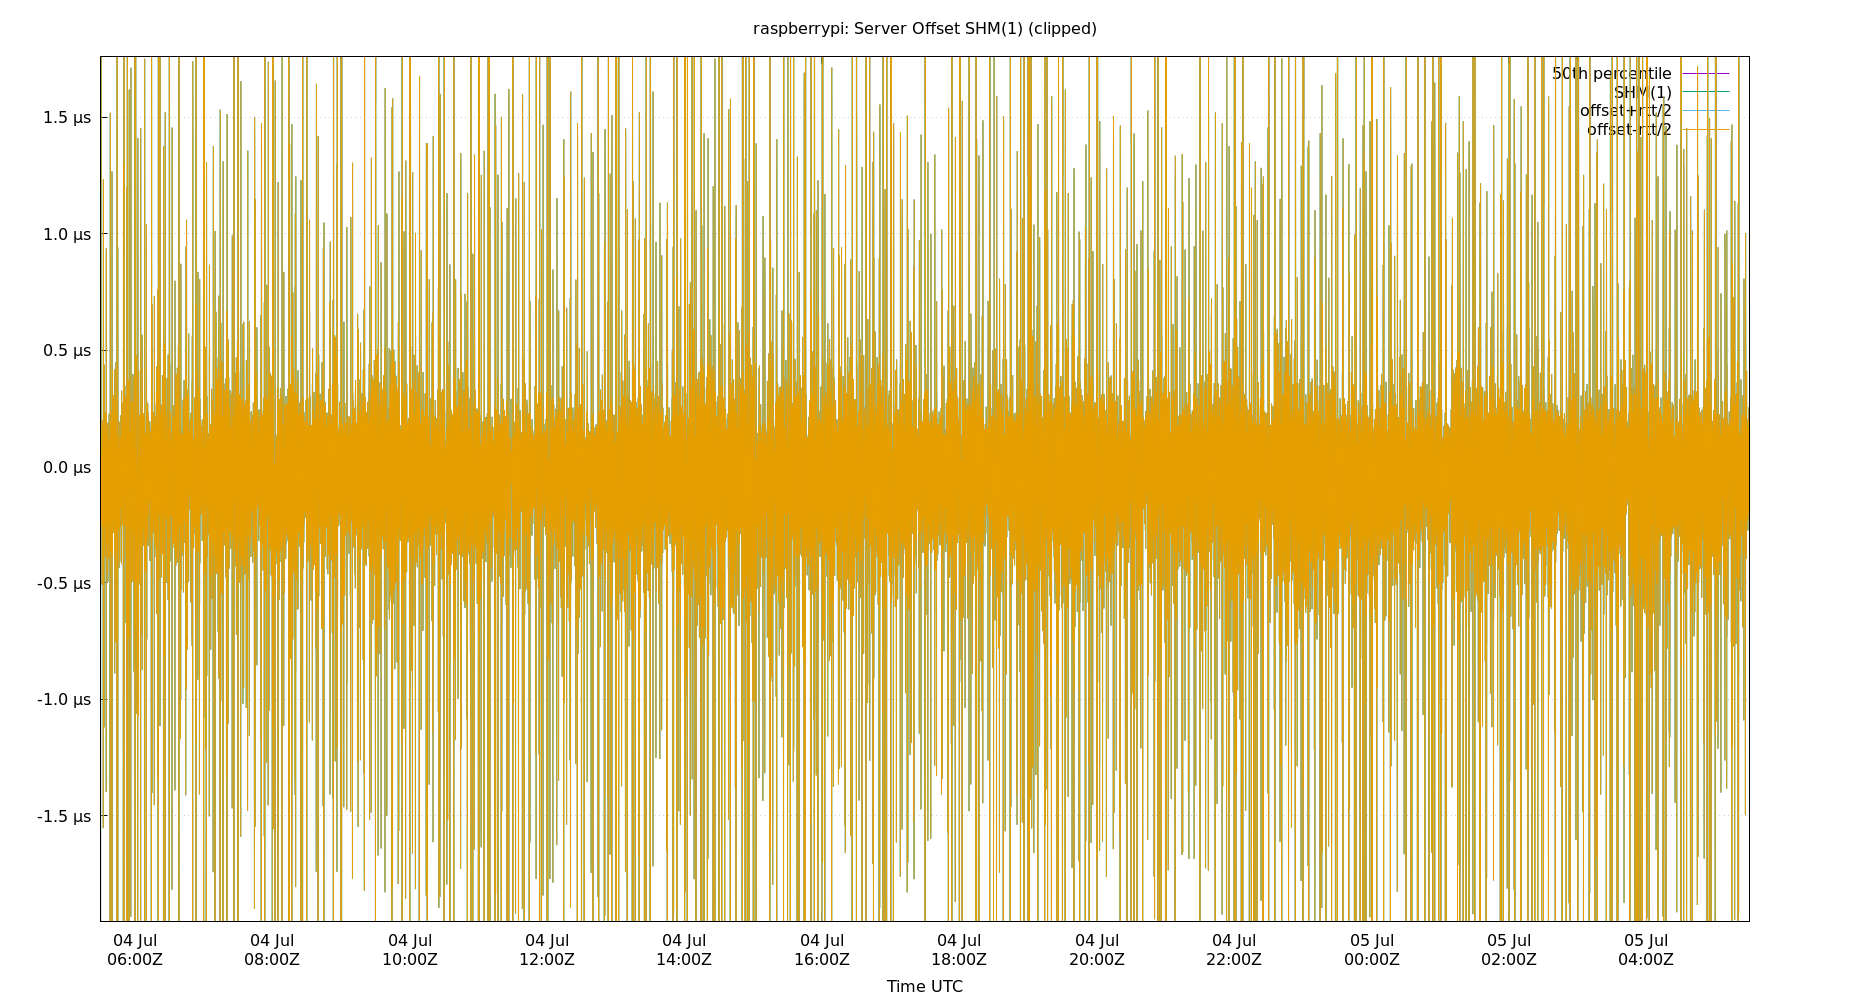 raspberrypi: Server Offset SHM(1) (clipped)
50th percentile
SHM(1)
offset+rtt/2
offset-rtt/2
1.5 µs
1.0 µs
0.5 µs
0.0 µs
-0.5 µs
-1.0 µs
-1.5 µs
04 Jul 04 Jul 04 Jul 04 Jul 04 Jul 04 Jul 04 Jul 04 Jul 04 Jul 05 Jul 05 Jul 05 Jul
06:00Z 08:00Z 10:00Z 12:00Z 14:00Z 16:00Z 18:00Z 20:00Z 22:00Z 00:00Z 02:00Z 04:00Z
Time UTC